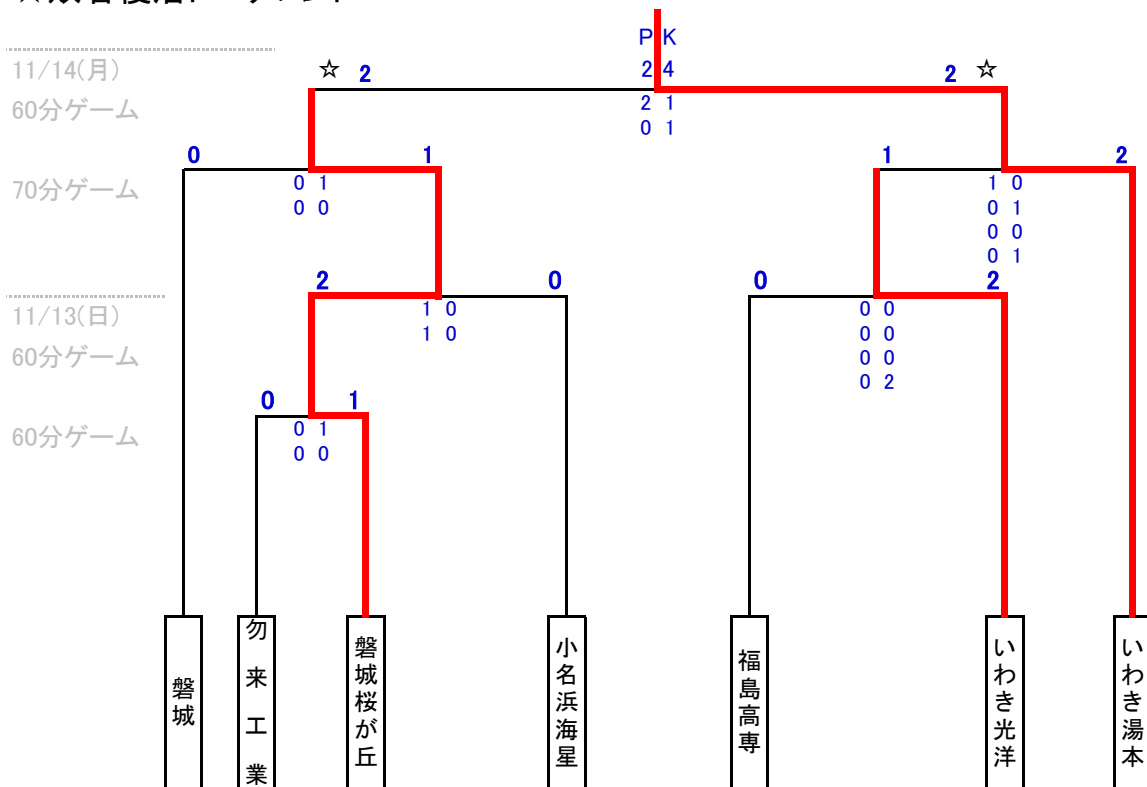 P K
11/14(月)
☆ 2
2 4
2 ☆
60分ゲーム
2 1
0 1
0
1
1
2
70分ゲーム
0 1
0 0
1 0
0 1
0 0
0 1
2
0
0
2
11/13(日)
1 0
1 0
0 0
0 0
0 0
0 2
60分ゲーム
0
1
60分ゲーム
0 1
0 0
磐城
勿来工業
磐城桜が丘
小名浜海星
福島高専
いわき光洋
いわき湯本